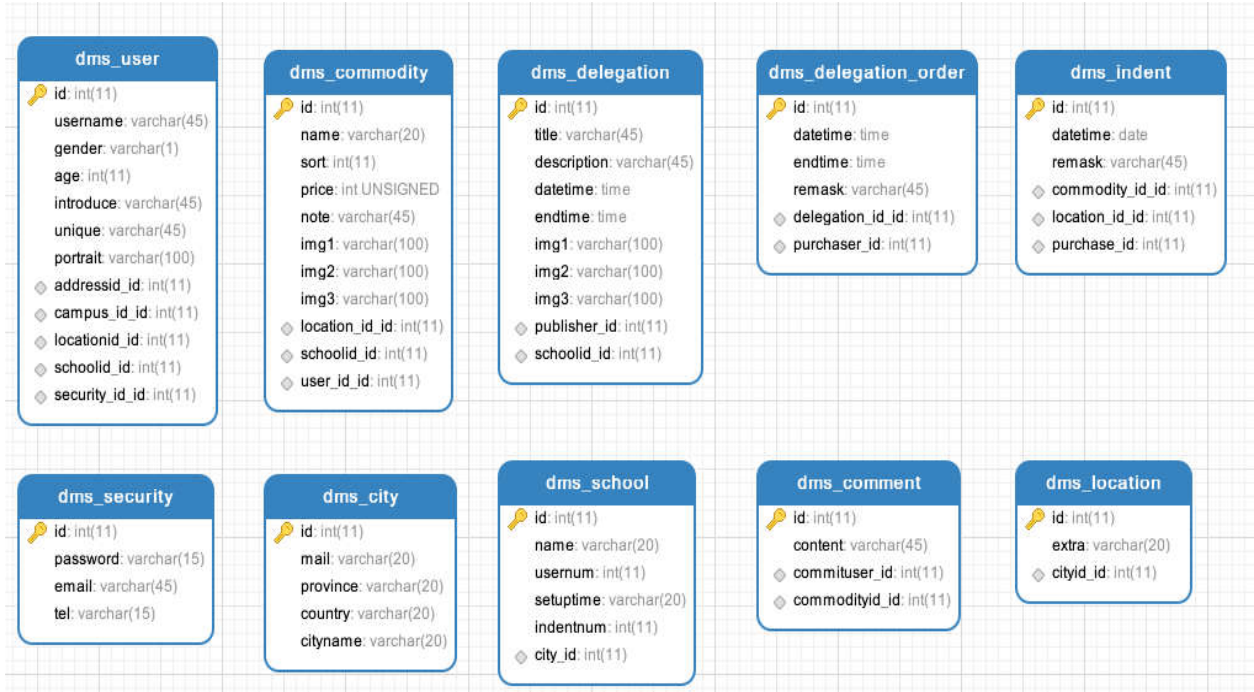 dms_user
id: int(11)
username: varchar(45)
gender: varchar(1)
age: int(11)
introduce: varchar(45)
unique: varchar(45)
portrait: varchar(100)
addressid_id: int(11)
campus_id_id: int(11)
locationid_id: int(11)
schoolid_id: int(11)
security_id_id: int(11)
dms_commodity
id: int(11)
name: varchar(20)
sort: int(11)
price: int UNSIGNED
note: varchar(45)
img1: varchar(100)
img2: varchar(100)
img3: varchar(100)
location_id_id: int(11)
schoolid_id: int(11)
user_id_id: int(11)
dms_delegation
id: int(11)
title: varchar(45)
description: varchar(45)
datetime: time
endtime: time
img1: varchar(100)
img2: varchar(100)
img3: varchar(100)
publisher_id: int(11)
schoolid_id: int(11)
dms_delegation_order
id: int(11)
datetime: time
endtime: time
remask: varchar(45)
delegation_id_id: int(11)
purchaser_id: int(11)
dms_indent
id: int(11)
datetime: date
remask: varchar(45)
commodity_id_id: int(11)
location_id_id: int(11)
purchase_id: int(11)
dms_security
id: int(11)
password: varchar(15)
email: varchar(45)
tel: varchar(15)
dms_city
id: int(11)
mail: varchar(20)
province: varchar(20)
country: varchar(20)
cityname: varchar(20)
dms_school
id: int(11)
name: varchar(20)
usernum: int(11)
setuptime: varchar(20)
indentnum: int(11)
city_id: int(11)
dms_comment
id: int(11)
content: varchar(45)
commituser_id: int(11)
commodityid_id: int(11)
dms_location
id: int(11)
extra: varchar(20)
cityid_id: int(11)